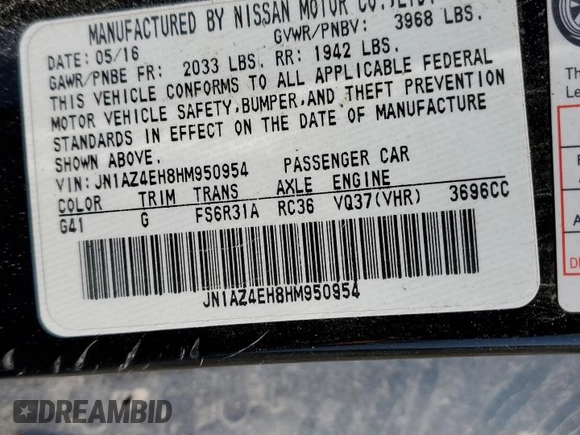 MANUFACTURED BY NISSAN MOTOR CO.,LTD.
DATE: 05/16 GVWR/PNBV: 3968 LBS.
GAWR/PNBE FR: 2033 LBS. RR: 1942 LBS.
THIS VEHICLE CONFORMS TO ALL APPLICABLE FEDERAL
MOTOR VEHICLE SAFETY, BUMPER, AND THEFT PREVENTION
STANDARDS IN EFFECT ON THE DATE OF MANUFACTURE
SHOWN ABOVE.
VIN: JN1AZ4EH8HM950954 PASSENGER CAR
COLOR TRIM TRANS AXLE ENGINE
G41 G FS6R31A RC36 VQ37(VHR) 3696CC
JN1AZ4EH8HM950954
DREAMBID